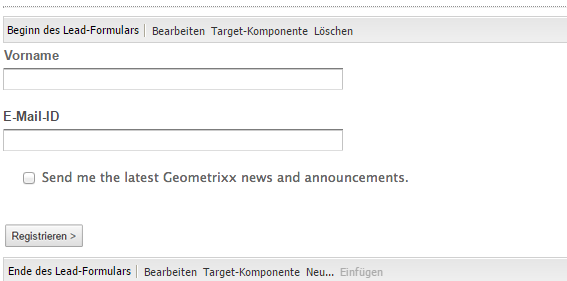 Beginn des Lead-Formulars Bearbeiten Target-Komponente Löschen
Vorname
E-Mail-ID
Send me the latest Geometrixx news and announcements.
Registrieren >
Ende des Lead-Formulars Bearbeiten Target-Komponente Neu... Einfügen